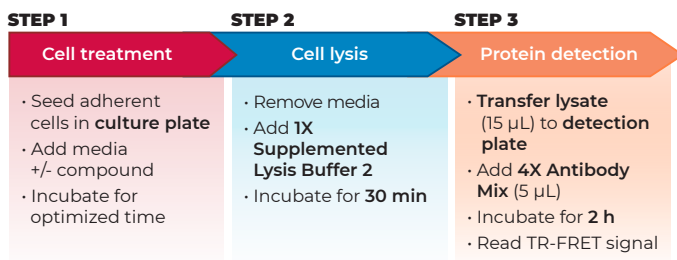 STEP 1
Cell treatment
· Seed adherent
cells in culture plate
· Add media
+/- compound
· Incubate for
optimized time
STEP 2
Cell lysis
· Remove media
· Add 1X
Supplemented
Lysis Buffer 2
· Incubate for 30 min
STEP 3
Protein detection
· Transfer lysate
(15 µL) to detection
plate
· Add 4X Antibody
Mix (5 µL)
· Incubate for 2 h
· Read TR-FRET signal